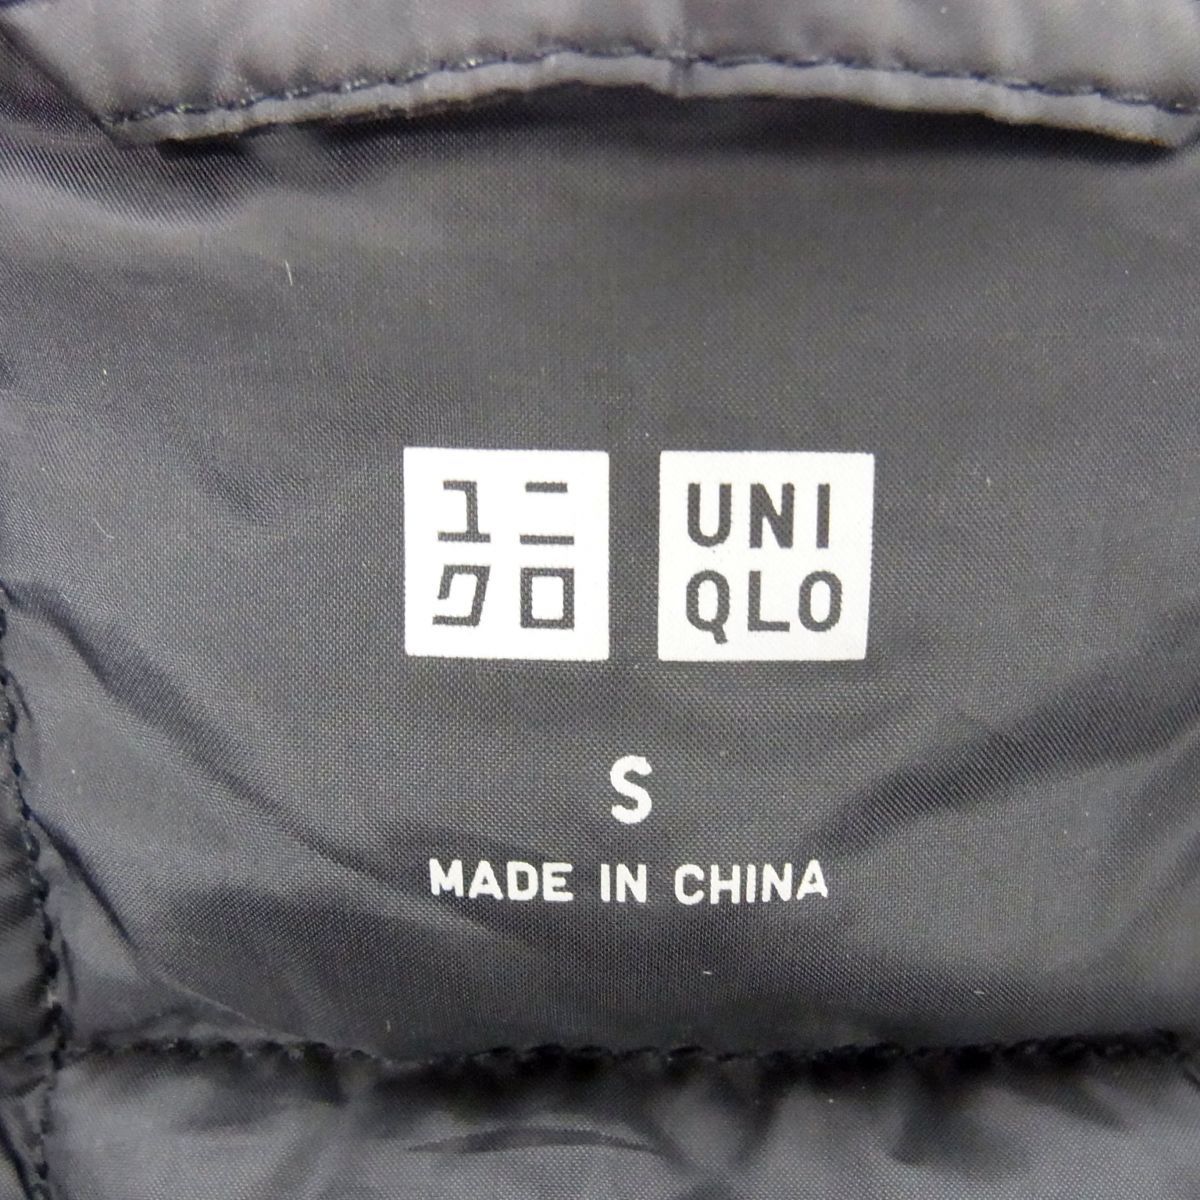 ユニ
クロ
UNI
QLO
S
MADE IN CHINA